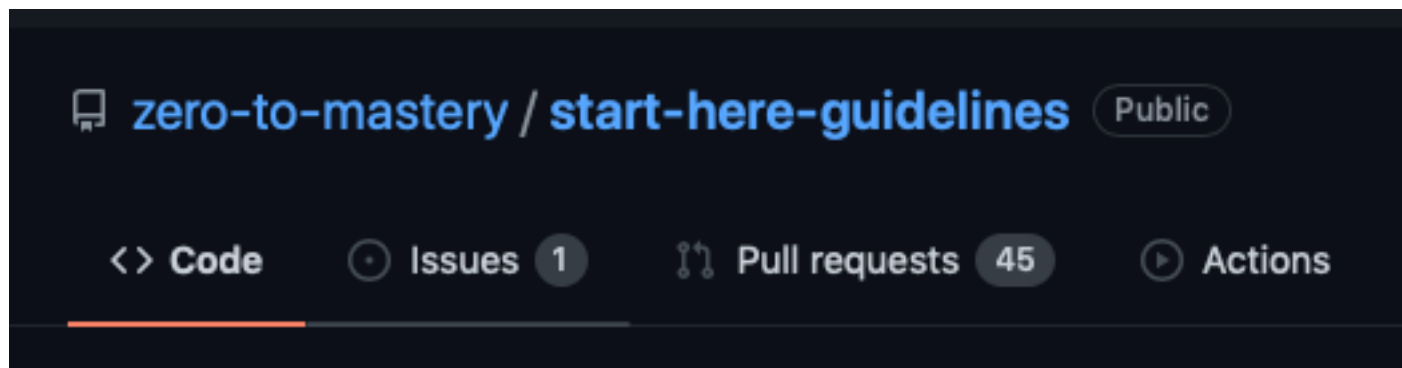 zero-to-mastery / start-here-guidelines Public
<> Code Issues 1 Pull requests 45 Actions